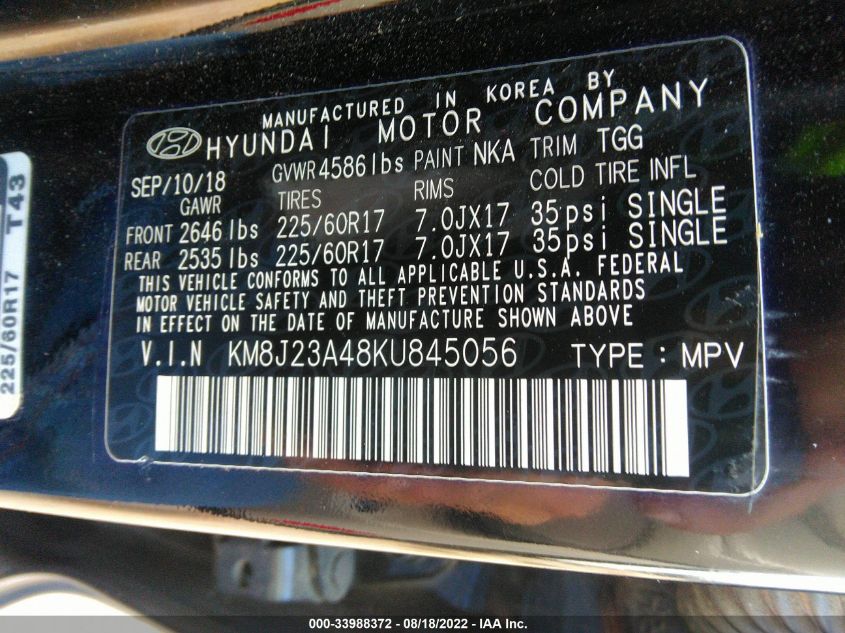 MANUFACTURED IN KOREA BY
HYUNDAI MOTOR COMPANY
SEP/10/18 GVWR 4586lbs PAINT NKA TRIM TGG
GAWR TIRES RIMS COLD TIRE INFL
FRONT 2646 lbs 225/60R17 7.0JX17 35psi SINGLE
REAR 2535 lbs 225/60R17 7.0JX17 35psi SINGLE
THIS VEHICLE CONFORMS TO ALL APPLICABLE U.S.A. FEDERAL
MOTOR VEHICLE SAFETY AND THEFT PREVENTION STANDARDS
IN EFFECT ON THE DATE OF MANUFACTURE SHOWN ABOVE
V.I.N KM8J23A48KU845056 TYPE : MPV
225/60R17 T43
000-33988372 - 08/18/2022 - IAA Inc.